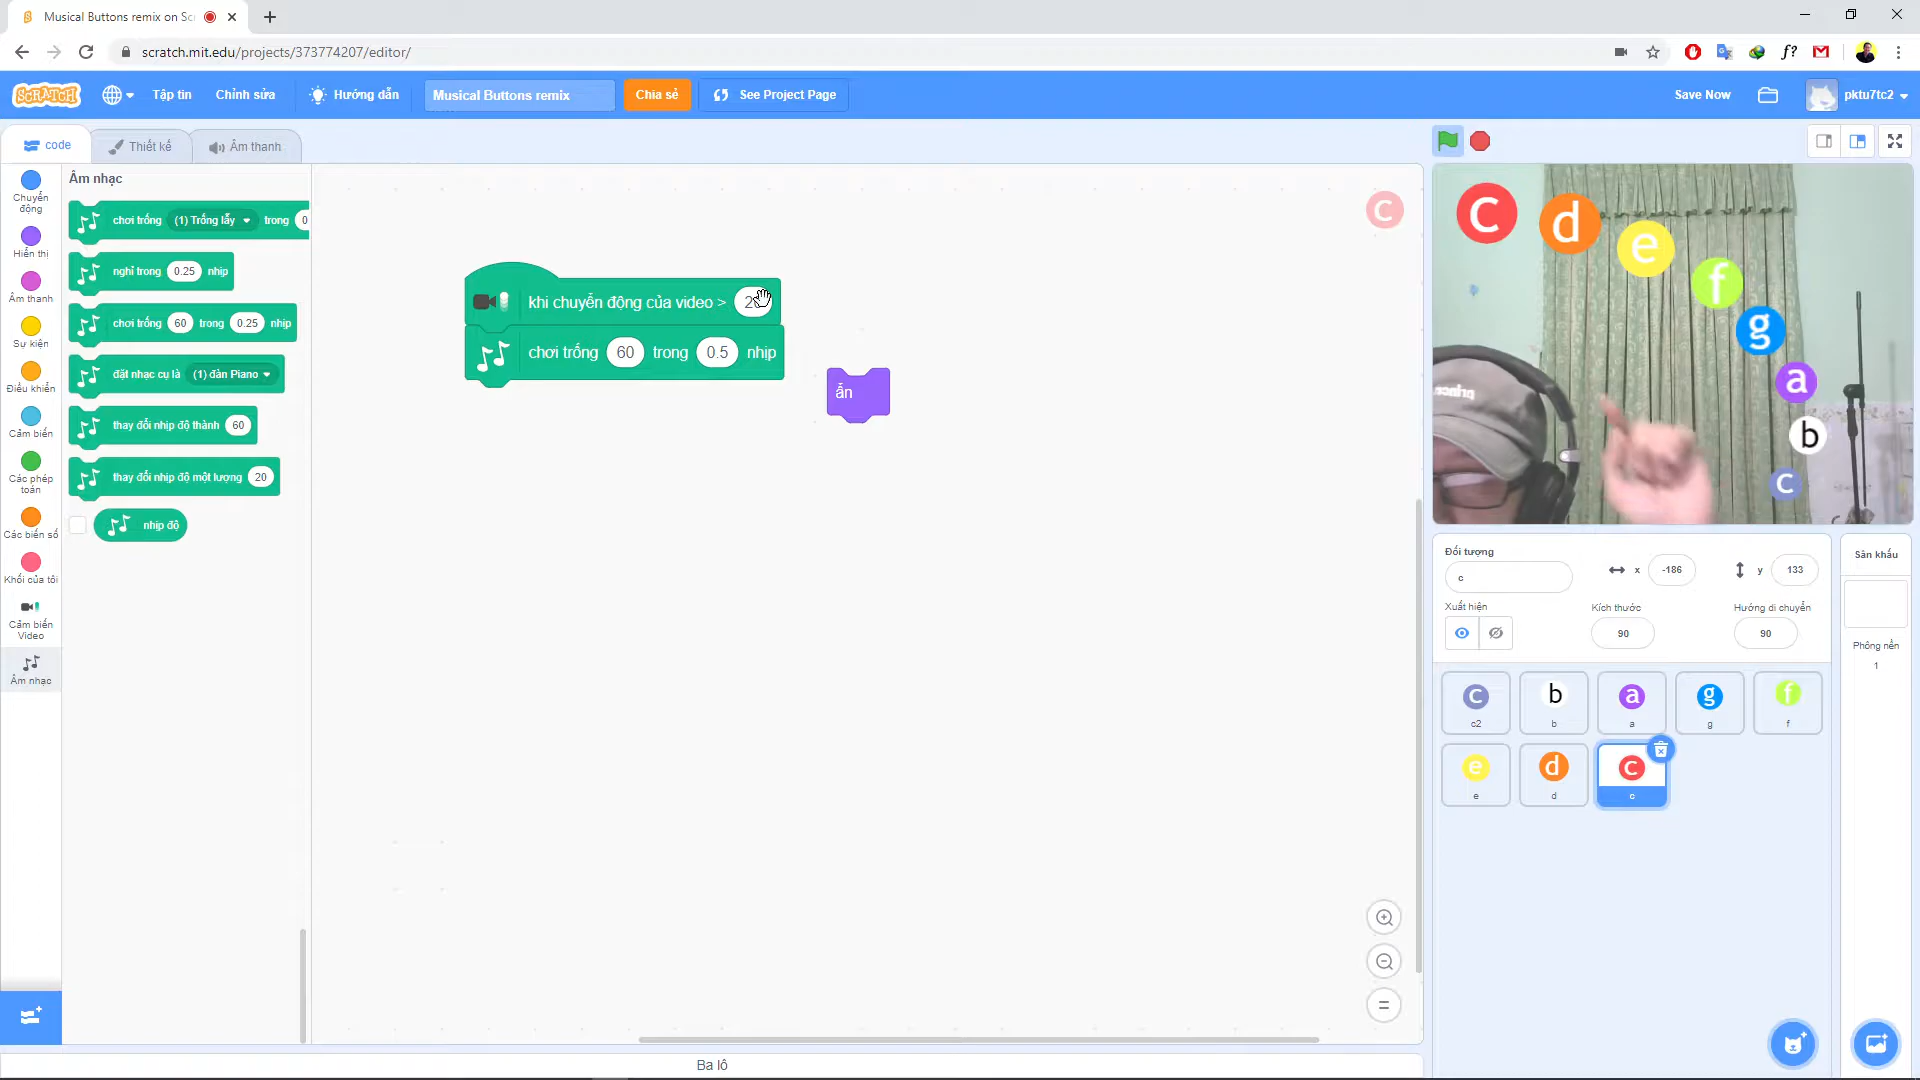 Musical Buttons remix on Sc
scratch.mit.edu/projects/373774207/editor/
SCRATCH
Tập tin
Chỉnh sửa
Hướng dẫn
Musical Buttons remix
Chia sẻ
See Project Page
Save Now
pktu7tc2
code
Thiết kế
Âm thanh
Chuyển động
Hiển thị
Âm thanh
Sự kiện
Điều khiển
Cảm biến
Các phép toán
Các biến số
Khối của tôi
Cảm biến Video
Âm nhạc
Âm nhạc
chơi trống (1) Trống lẫy trong 0
nghỉ trong 0.25 nhịp
chơi trống 60 trong 0.25 nhịp
đặt nhạc cụ là (1) đàn Piano
thay đổi nhịp độ thành 60
thay đổi nhịp độ một lượng 20
nhịp độ
khi chuyển động của video >
chơi trống 60 trong 0.5 nhịp
ẩn
c
c
d
e
f
g
a
b
c
Đối tượng
c
x -186
y 133
Xuất hiện
Kích thước
90
Hướng di chuyển
90
c c2
b b
a a
g g
f f
e e
d d
c c
Sân khấu
Phông nền
1
Ba lô